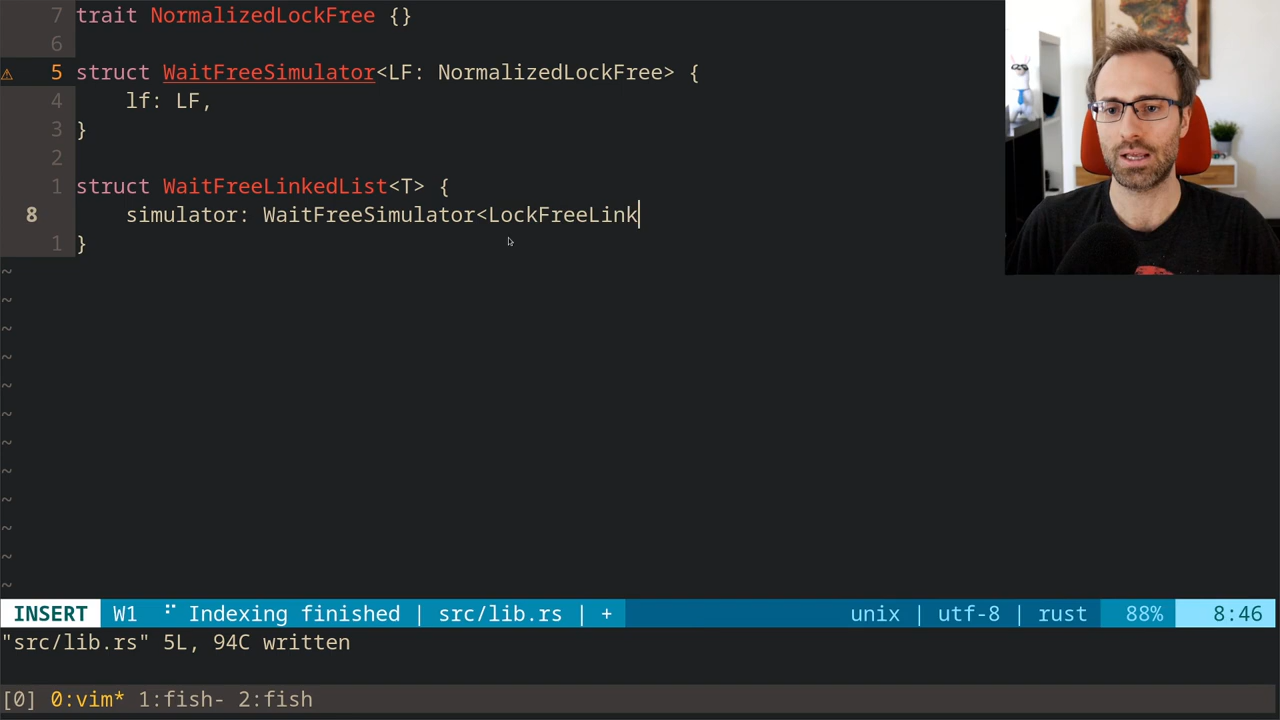 7 trait NormalizedLockFree {}
6
⚠ 5 struct WaitFreeSimulator<LF: NormalizedLockFree> {
4     lf: LF,
3 }
2
1 struct WaitFreeLinkedList<T> {
8     simulator: WaitFreeSimulator<LockFreeLink
1 }
~
~
~
~
~
~
~
~
~
~
~
~
INSERT W1 ⠋ Indexing finished | src/lib.rs | + unix | utf-8 | rust 88% 8:46
"src/lib.rs" 5L, 94C written
[0] 0:vim* 1:fish- 2:fish